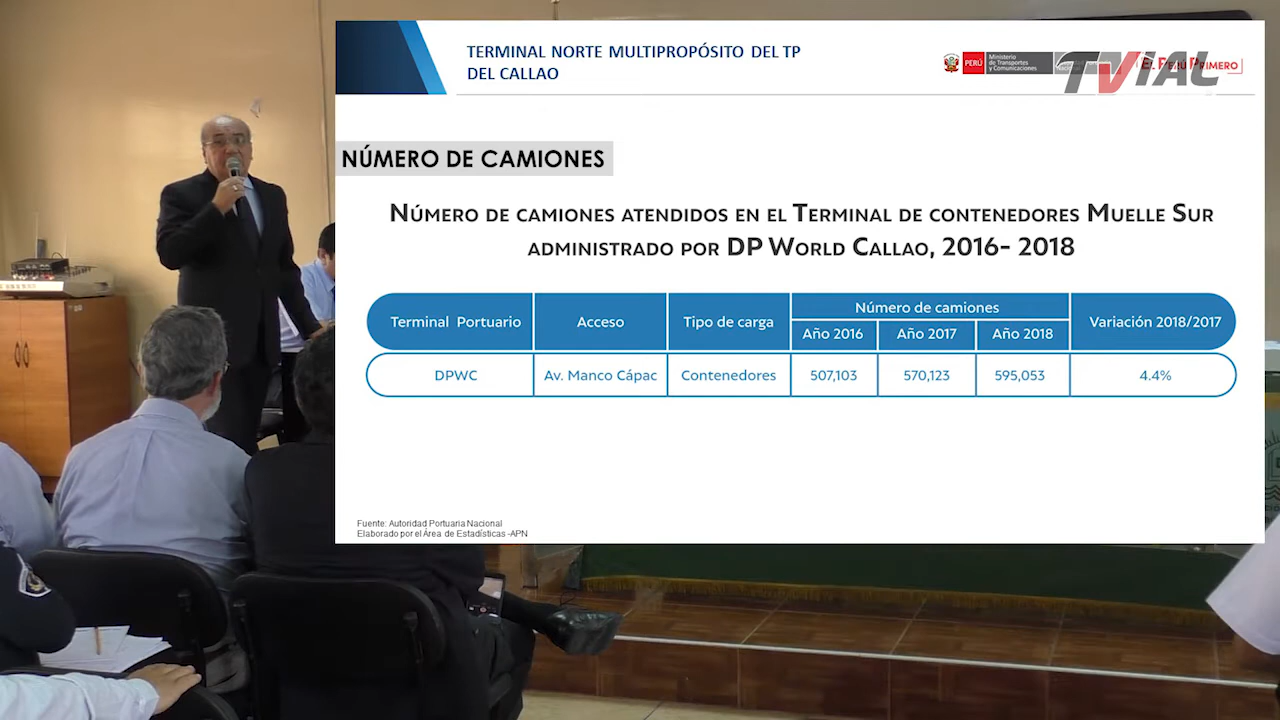 TERMINAL NORTE MULTIPROPÓSITO DEL TP
DEL CALLAO
PERÚ
Ministerio
de Transportes
y Comunicaciones
EL PERÚ PRIMERO
TVIAL
NÚMERO DE CAMIONES
NÚMERO DE CAMIONES ATENDIDOS EN EL TERMINAL DE CONTENEDORES MUELLE SUR
ADMINISTRADO POR DP WORLD CALLAO, 2016- 2018
Terminal Portuario
Acceso
Tipo de carga
Número de camiones
Año 2016
Año 2017
Año 2018
Variación 2018/2017
DPWC
Av. Manco Cápac
Contenedores
507,103
570,123
595,053
4.4%
Fuente: Autoridad Portuaria Nacional
Elaborado por el Área de Estadísticas -APN